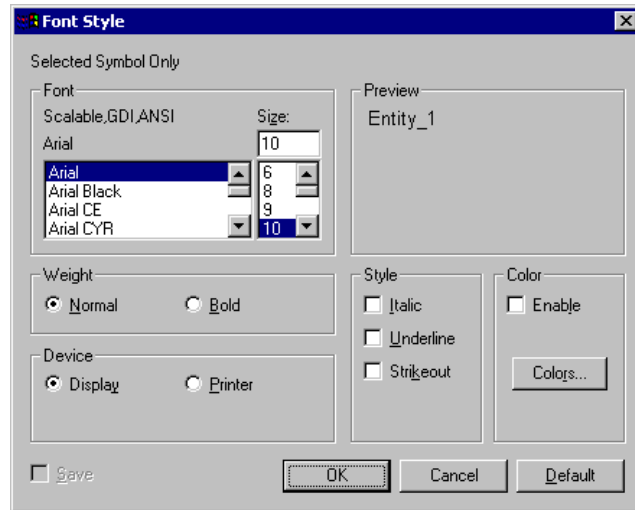 Font Style
Selected Symbol Only
Font
Scalable,GDI,ANSI
Size:
Arial
10
Arial
Arial Black
Arial CE
Arial CYR
6
8
9
10
Preview
Entity_1
Weight
Normal
Bold
Device
Display
Printer
Style
Italic
Underline
Strikeout
Color
Enable
Colors...
Save
OK
Cancel
Default